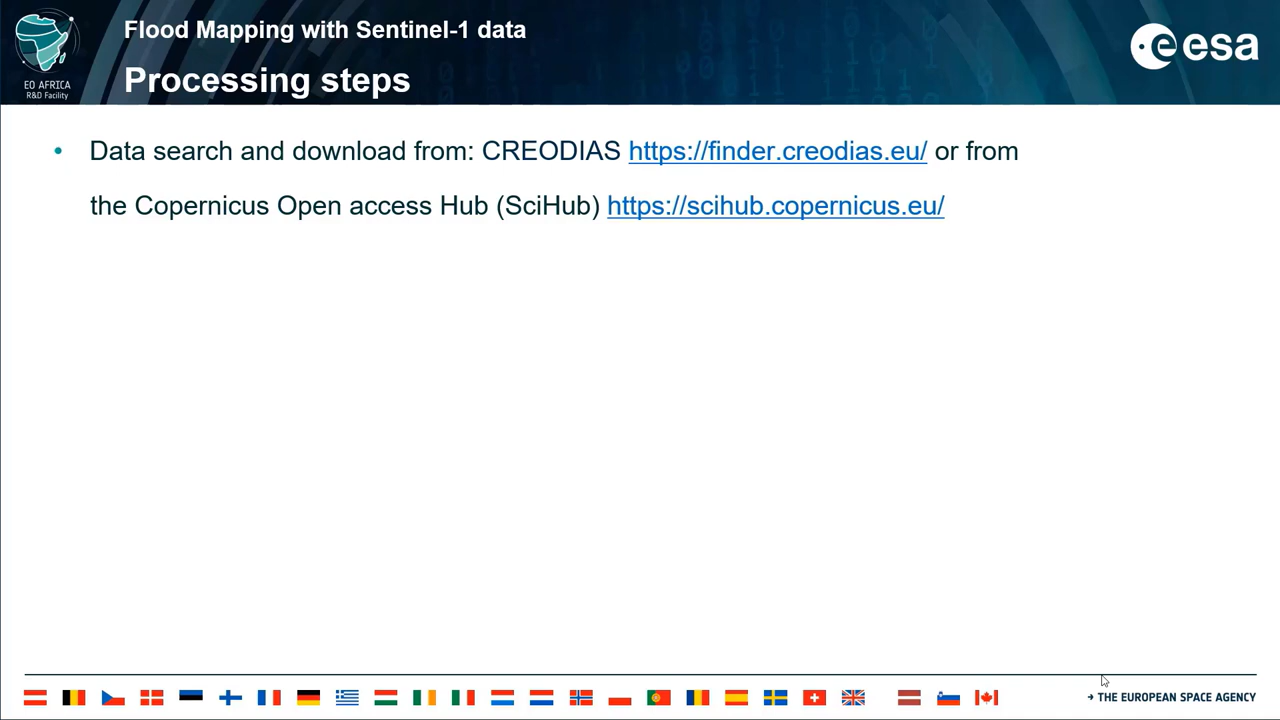 Flood Mapping with Sentinel-1 data
Processing steps
EO AFRICA
R&D Facility
esa
• Data search and download from: CREODIAS https://finder.creodias.eu/ or from
the Copernicus Open access Hub (SciHub) https://scihub.copernicus.eu/
→ THE EUROPEAN SPACE AGENCY